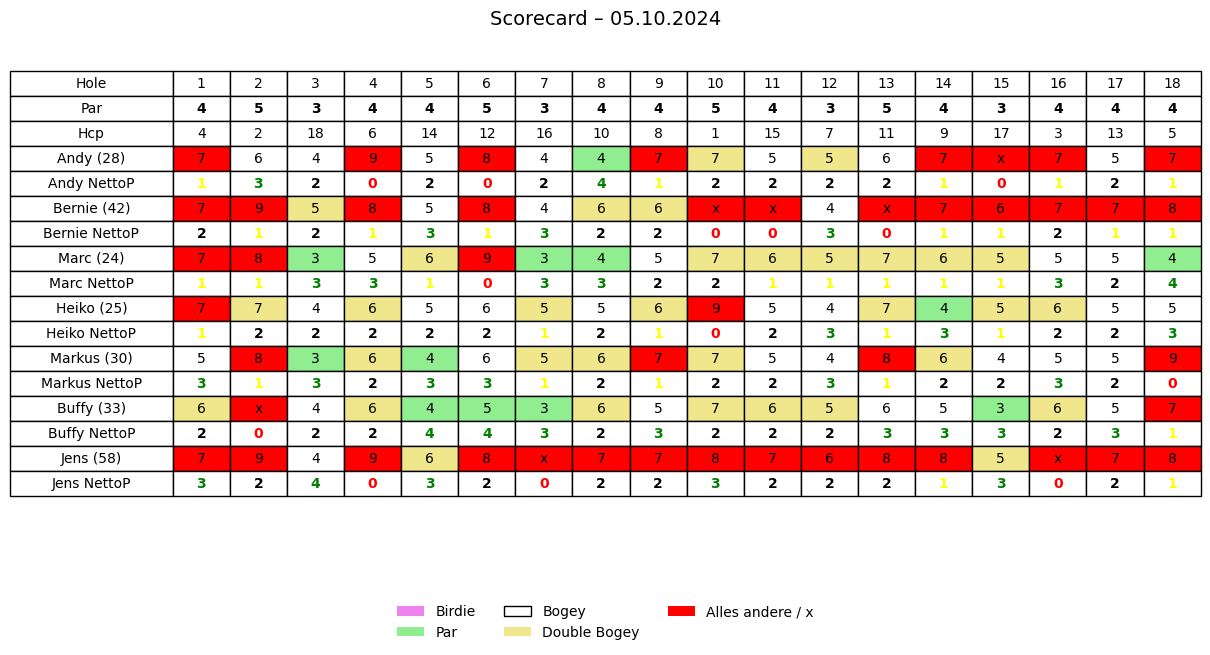 Scorecard – 05.10.2024
Hole 1 2 3 4 5 6 7 8 9 10 11 12 13 14 15 16 17 18
Par 4 5 3 4 4 5 3 4 4 5 4 3 5 4 3 4 4 4
Hcp 4 2 18 6 14 12 16 10 8 1 15 7 11 9 17 3 13 5
Andy (28) 7 6 4 9 5 8 4 4 7 7 5 5 6 7 x 7 5 7
Andy NettoP 1 3 2 0 2 0 2 4 1 2 2 2 2 1 0 1 2 1
Bernie (42) 7 9 5 8 5 8 4 6 6 x x 4 x 7 6 7 7 8
Bernie NettoP 2 1 2 1 3 1 3 2 2 0 0 3 0 1 1 2 1 1
Marc (24) 7 8 3 5 6 9 3 4 5 7 6 5 7 6 5 5 5 4
Marc NettoP 1 1 3 3 1 0 3 3 2 2 1 1 1 1 1 3 2 4
Heiko (25) 7 7 4 6 5 6 5 5 6 9 5 4 7 4 5 6 5 5
Heiko NettoP 1 2 2 2 2 2 1 2 1 0 2 3 1 3 1 2 2 3
Markus (30) 5 8 3 6 4 6 5 6 7 7 5 4 8 6 4 5 5 9
Markus NettoP 3 1 3 2 3 3 1 2 1 2 2 3 1 2 2 3 2 0
Buffy (33) 6 x 4 6 4 5 3 6 5 7 6 5 6 5 3 6 5 7
Buffy NettoP 2 0 2 2 4 4 3 2 3 2 2 2 3 3 3 2 3 1
Jens (58) 7 9 4 9 6 8 x 7 7 8 7 6 8 8 5 x 7 8
Jens NettoP 3 2 4 0 3 2 0 2 2 3 2 2 2 1 3 0 2 1
Birdie Bogey Alles andere / x
Par Double Bogey